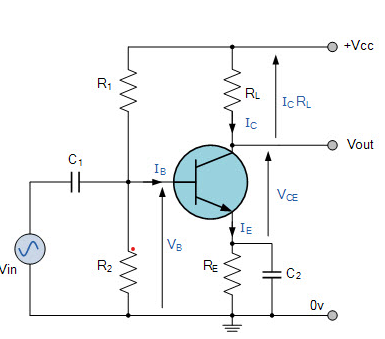 +Vcc
R1
RL
IC RL
IC
Vout
C1
IB
VCE
VB
IE
Vin
R2
RE
C2
0v